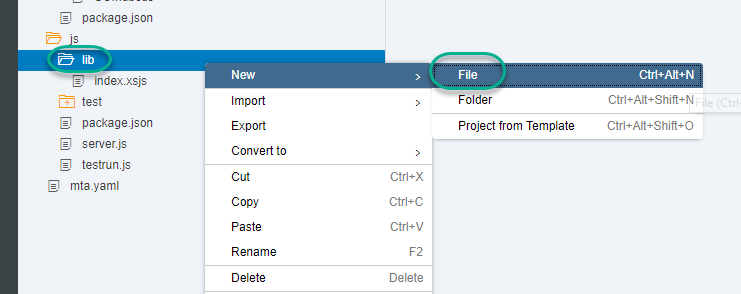 package.json
js
lib
index.xsjs
test
package.json
server.js
testrun.js
mta.yaml
New >
Import >
Export
Convert to >
Cut Ctrl+X
Copy Ctrl+C
Paste Ctrl+V
Rename F2
Delete Delete
File Ctrl+Alt+N
Folder Ctrl+Alt+Shift+N
Project from Template Ctrl+Alt+Shift+O
File (Ctrl